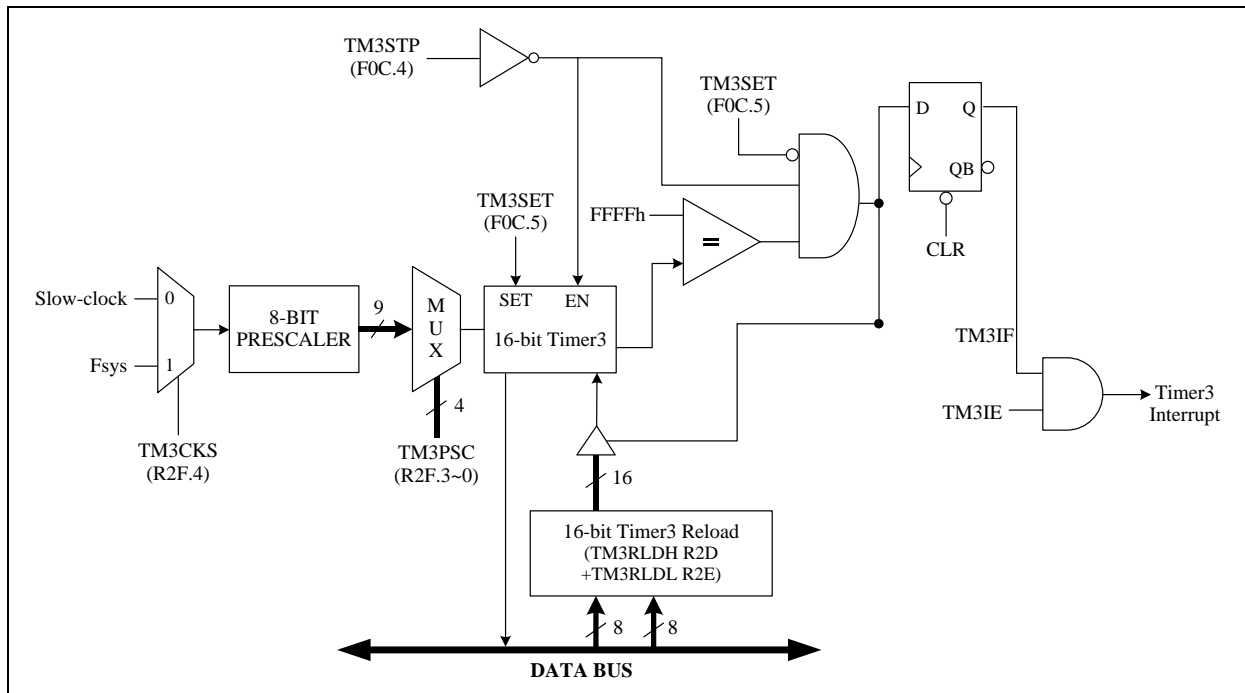 TM3STP
(F0C.4)
TM3SET
(F0C.5)
D
Q
QB
CLR
TM3SET
(F0C.5)
FFFFh
=
Slow-clock
0
Fsys
1
TM3CKS
(R2F.4)
8-BIT
PRESCALER
9
M
U
X
4
TM3PSC
(R2F.3~0)
SET
EN
16-bit Timer3
TM3IF
TM3IE
Timer3
Interrupt
16
16-bit Timer3 Reload
(TM3RLDH R2D
+TM3RLDL R2E)
8
8
DATA BUS